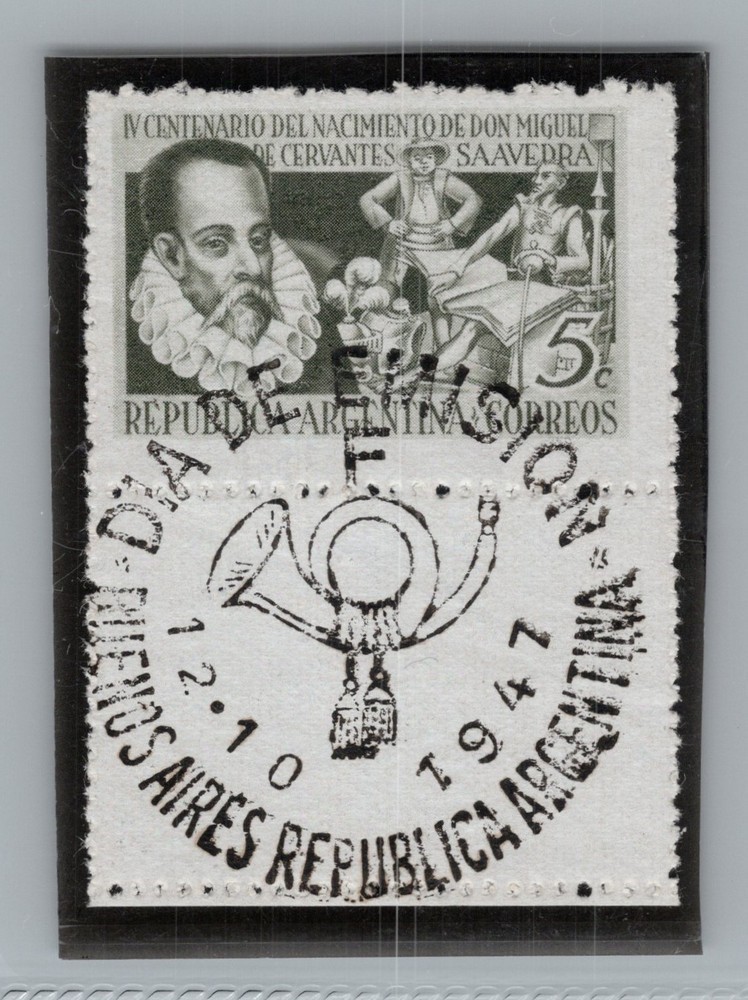 IV CENTENARIO DEL NACIMIENTO DE DON MIGUEL
DE CERVANTES SAAVEDRA
5c
REPUBLICA ARGENTINA CORREOS
DIA DE EMISION
F
12·10 1947
BUENOS AIRES REPUBLICA ARGENTINA